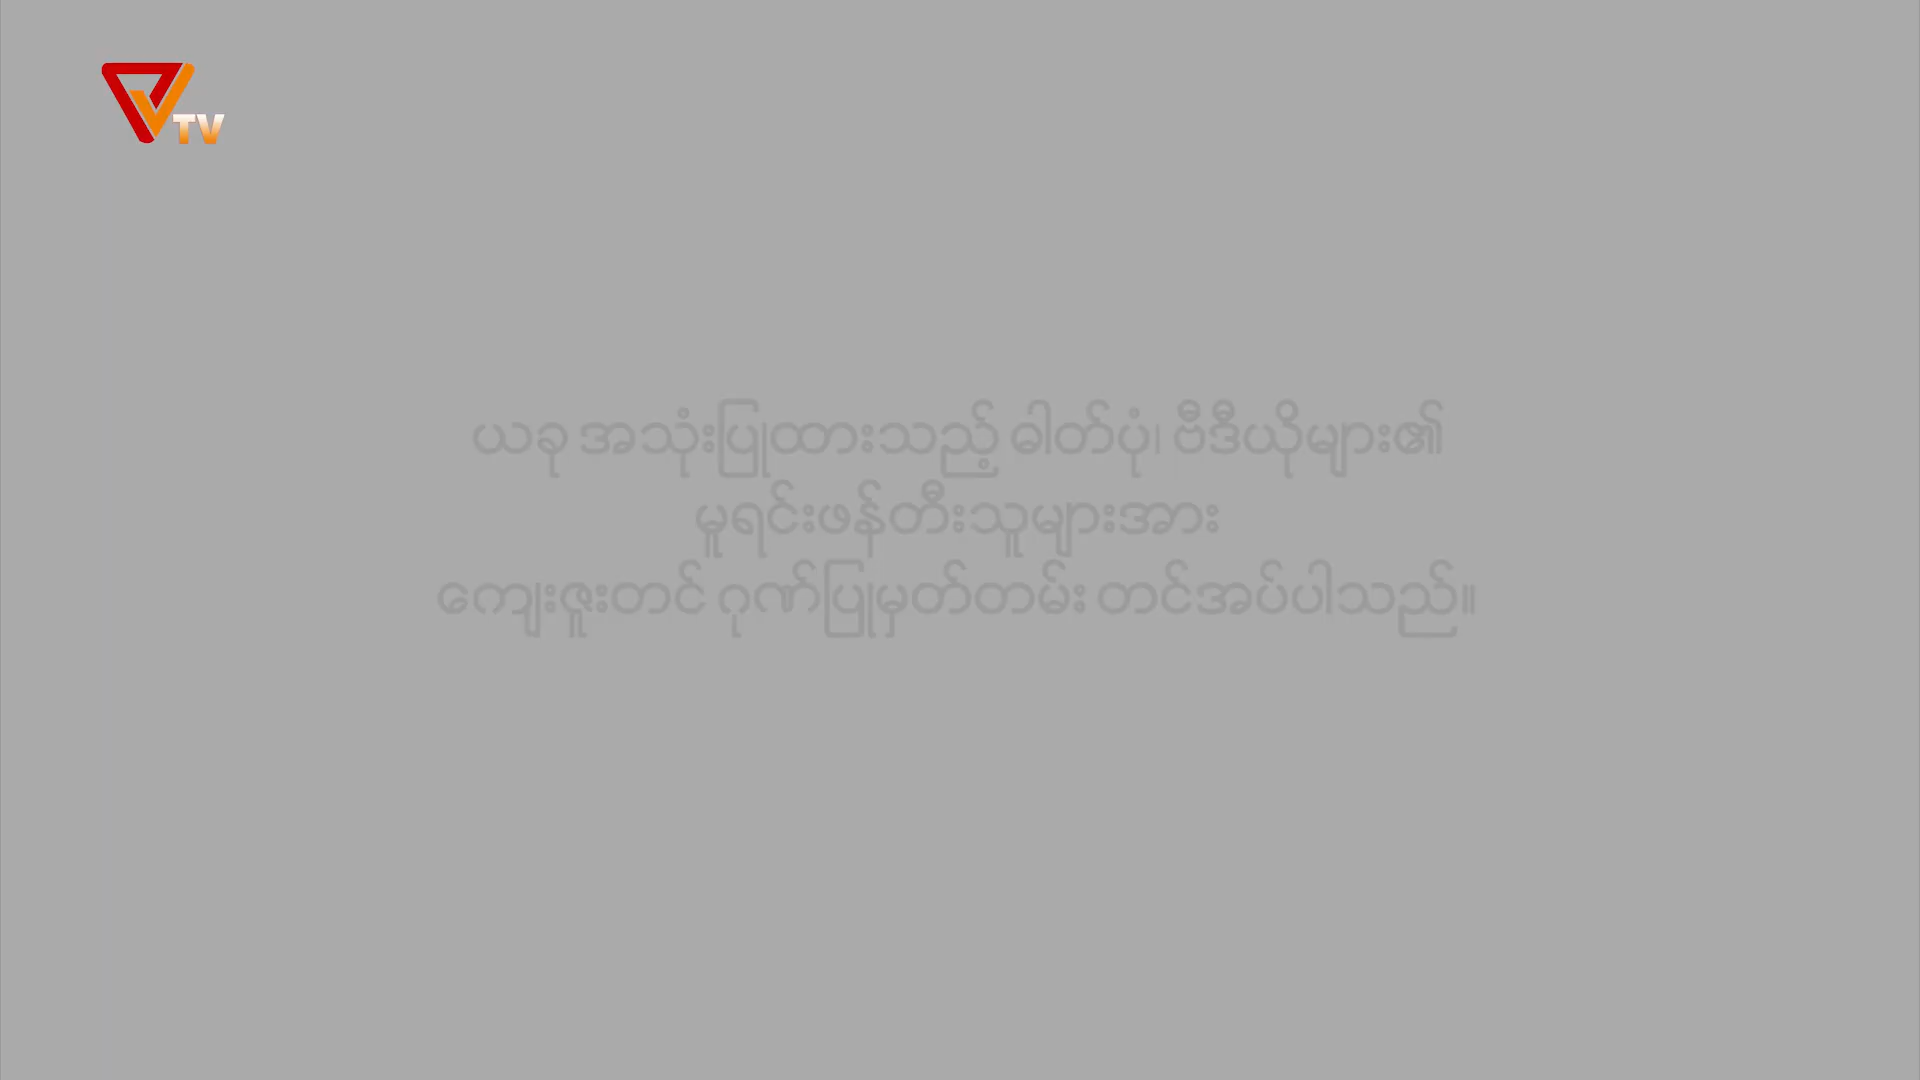 TV
ယခု အသုံးပြုထားသည့် ဓါတ်ပုံ၊ ဗီဒီယိုများ၏
မူရင်းဖန်တီးသူများအား
ကျေးဇူးတင် ဂုဏ်ပြုမှတ်တမ်း တင်အပ်ပါသည်။